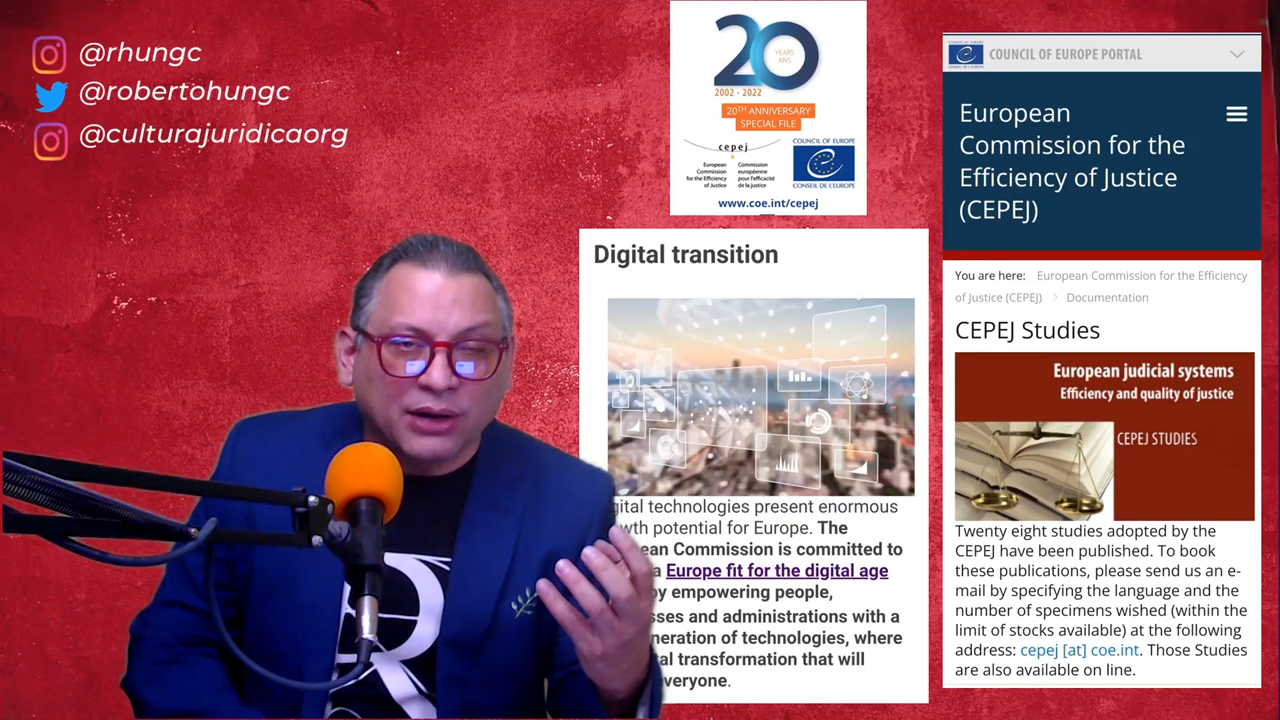 @rhungc
@robertohungc
@culturajuridicaorg
20
YEARS
ANS
2002 - 2022
20TH ANNIVERSARY
SPECIAL FILE
cepej
European
Commission
for the Efficiency
of Justice
Commission
européenne
pour l'efficacité
de la justice
COUNCIL OF EUROPE
CONSEIL DE L'EUROPE
www.coe.int/cepej
Digital transition
gital technologies present enormous
wth potential for Europe. The
ean Commission is committed to
a Europe fit for the digital age
by empowering people,
sses and administrations with a
neration of technologies, where
al transformation that will
veryone.
COUNCIL OF EUROPE PORTAL
European
Commission for the
Efficiency of Justice
(CEPEJ)
You are here: European Commission for the Efficiency
of Justice (CEPEJ) > Documentation
CEPEJ Studies
European judicial systems
Efficiency and quality of justice
CEPEJ STUDIES
Twenty eight studies adopted by the
CEPEJ have been published. To book
these publications, please send us an e-
mail by specifying the language and the
number of specimens wished (within the
limit of stocks available) at the following
address: cepej [at] coe.int. Those Studies
are also available on line.